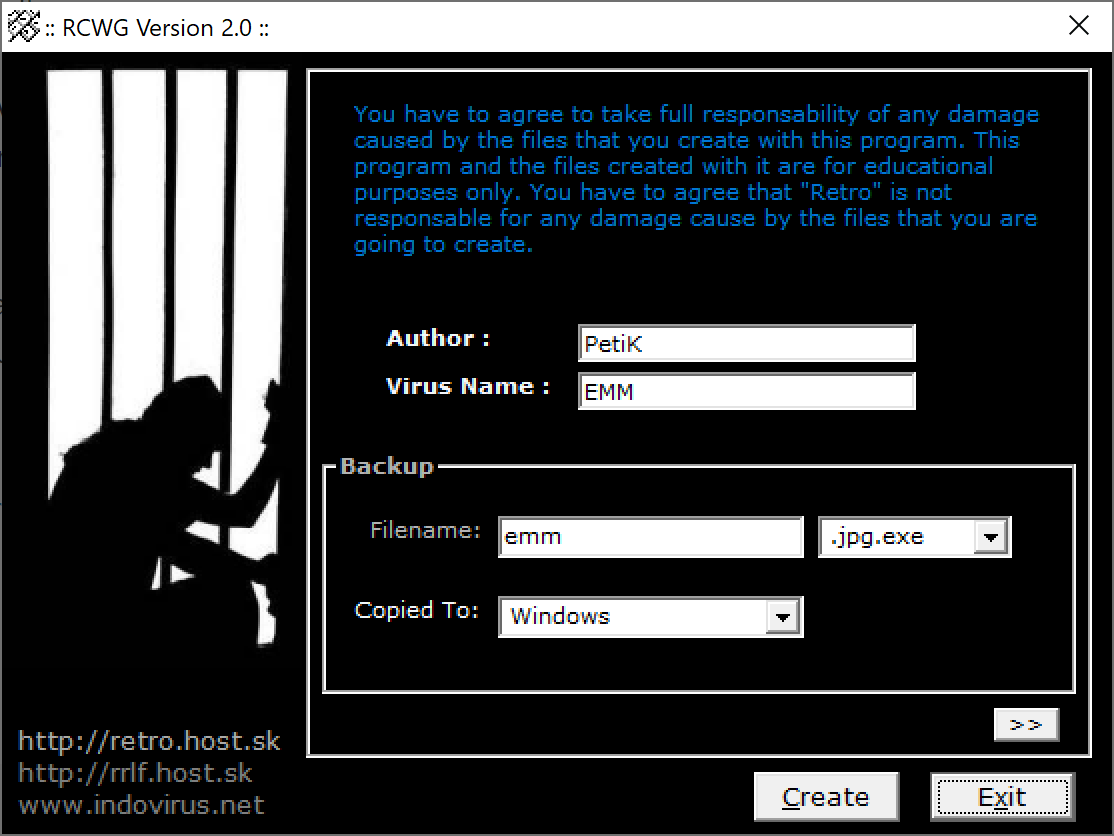 :: RCWG Version 2.0 ::
You have to agree to take full responsability of any damage
caused by the files that you create with this program. This
program and the files created with it are for educational
purposes only. You have to agree that "Retro" is not
responsable for any damage cause by the files that you are
going to create.
Author : PetiK
Virus Name : EMM
Backup
Filename: emm .jpg.exe
Copied To: Windows
>>
http://retro.host.sk
http://rrlf.host.sk
www.indovirus.net
Create Exit